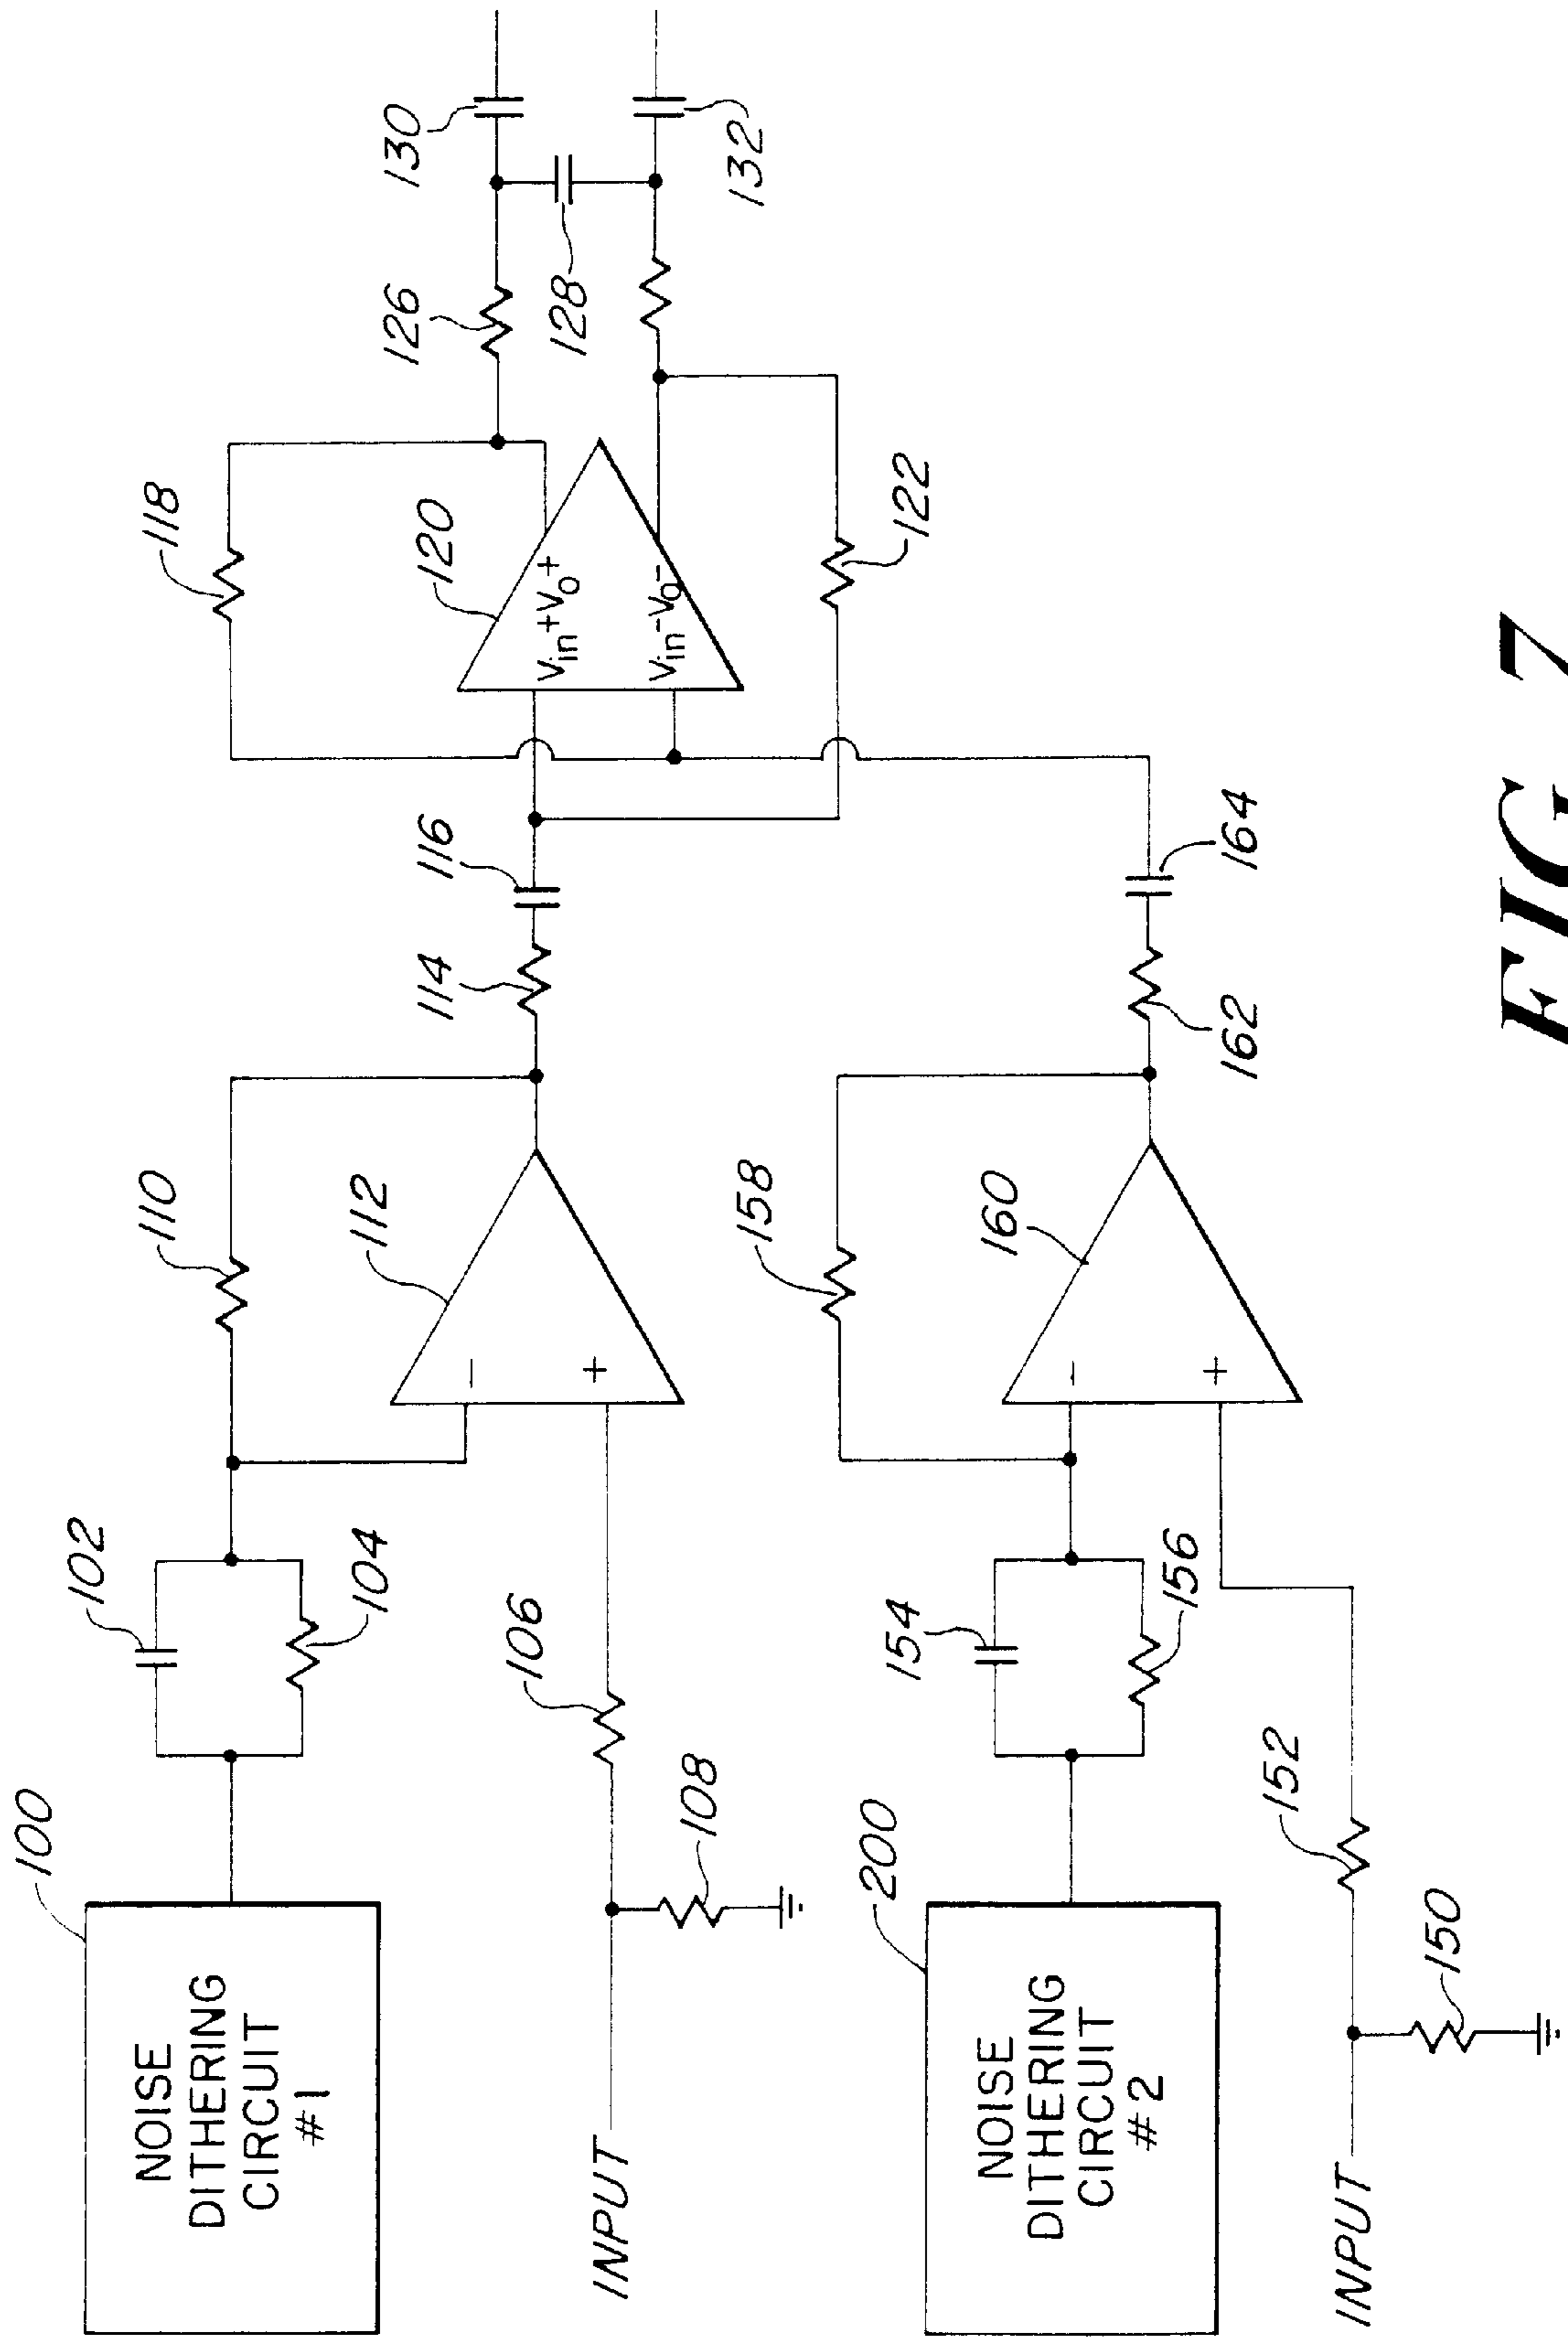 100
NOISE
DITHERING
CIRCUIT
#1
102
104
110
112
106
108
INPUT
114
116
118
120
Vin+Vo+
Vin-Vo-
122
126
128
130
132
200
NOISE
DITHERING
CIRCUIT
#2
154
156
158
160
152
150
INPUT
162
164
FIG 7